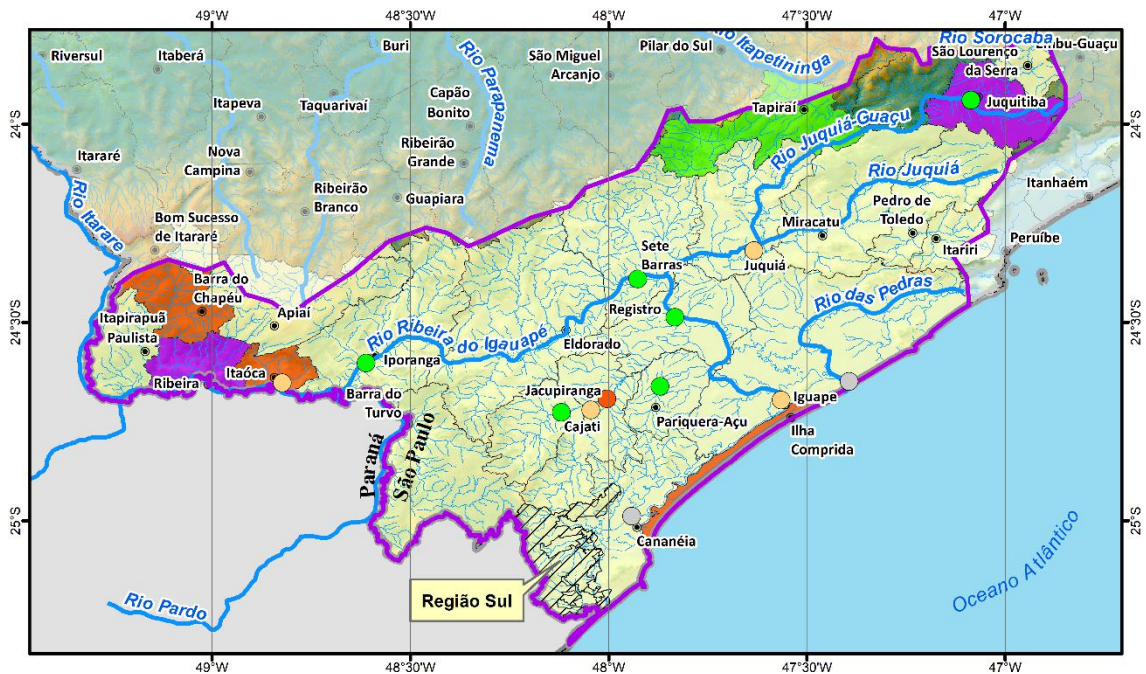 49°W
48°30'W
48°W
47°30'W
47°W
Riversul
Itaberá
Buri
Rio Parapanema
São Miguel
Arcanjo
Pilar do Sul
Rio Itapetininga
Rio Sorocaba
São Lourenço
da Serra
Itapeva
Taquarivaí
Capão
Bonito
Tapiraí
Juquitiba
24°S
24°S
Rio Juquiá-Guaçu
Itararé
Nova
Campina
Ribeirão
Grande
Ribeirão
Branco
Guapiara
Rio Juquiá
Itanhaém
Rio Itarare
Bom Sucesso
de Itararé
Miracatu
Pedro de
Toledo
Itariri
Peruíbe
Sete
Barras
Juquiá
Barra do
Chapéu
Apiaí
Rio das Pedras
Registro
24°30'S
24°30'S
Itapirapuã
Paulista
Rio Ribeira
do Igauapé
Eldorado
Iporanga
Ribeira
Itaóca
Barra do
Turvo
Jacupiranga
Cajati
Pariquera-Açu
Iguape
Ilha
Comprida
Paraná
São Paulo
25°S
25°S
Cananéia
Região Sul
Rio Pardo
Oceano Atlântico
49°W
48°30'W
48°W
47°30'W
47°W